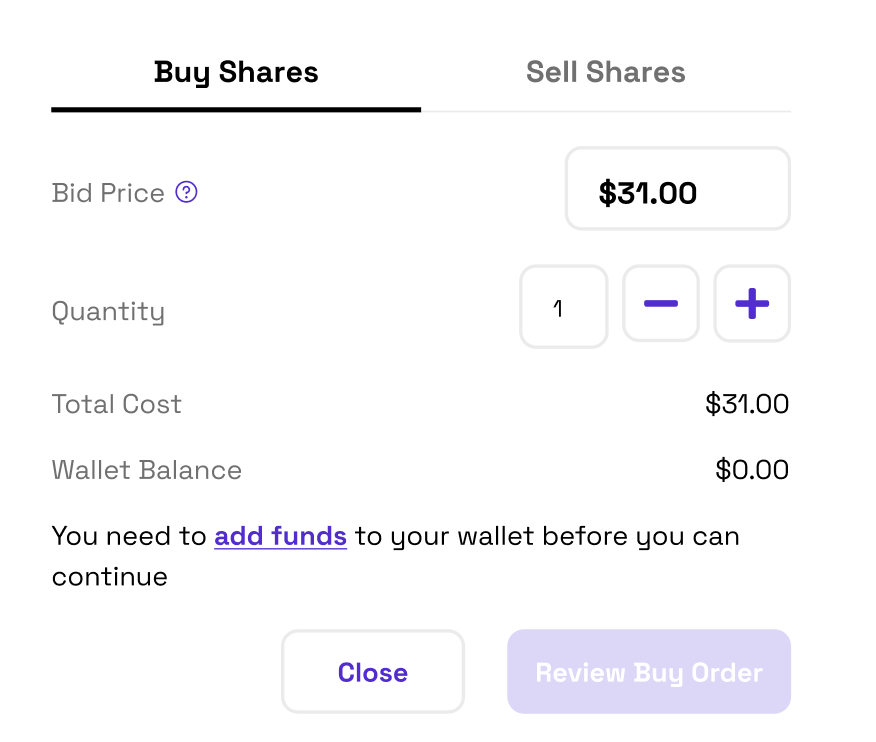 Buy Shares Sell Shares
Bid Price ? $31.00
Quantity 1 − +
Total Cost $31.00
Wallet Balance $0.00
You need to add funds to your wallet before you can
continue
Close Review Buy Order